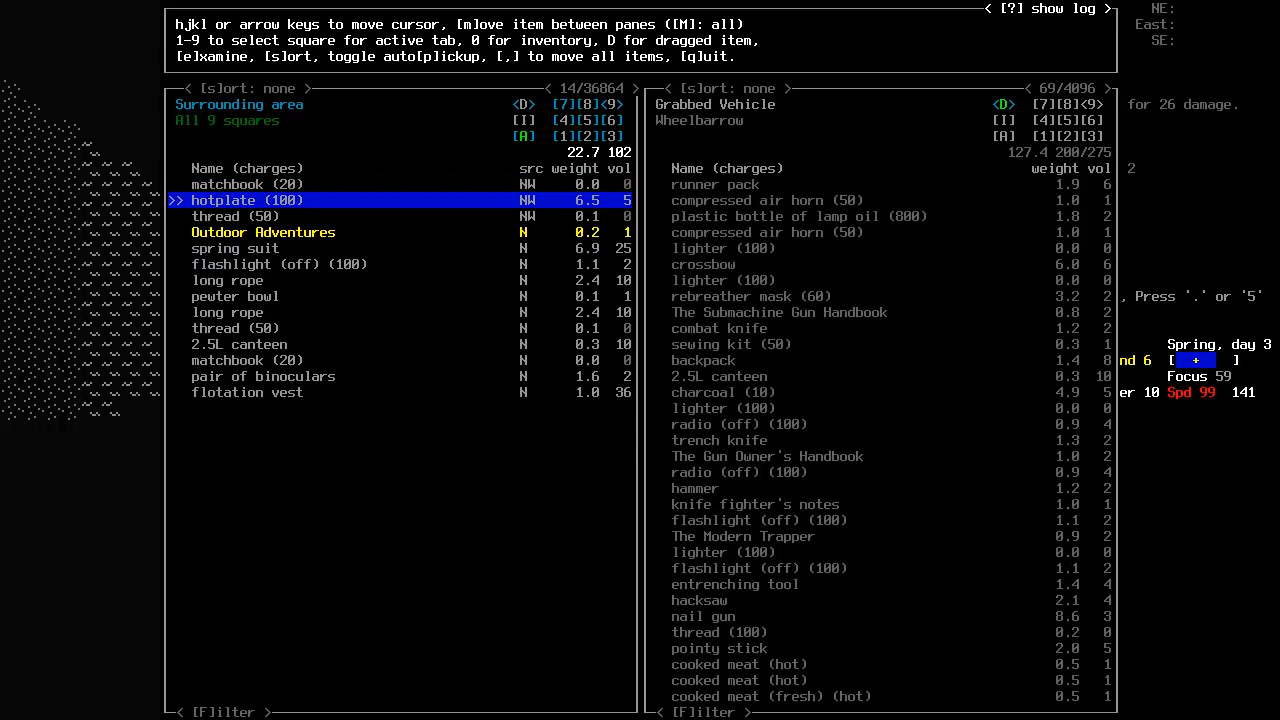 < [?] show log >
hjkl or arrow keys to move cursor, [m]ove item between panes ([M]: all)
1-9 to select square for active tab, 0 for inventory, D for dragged item,
[e]xamine, [s]ort, toggle auto[p]ickup, [,] to move all items, [q]uit.
NE:
East:
SE:
< [s]ort: none > < 14/36864 >
Surrounding area <D> [7][8]<9>
All 9 squares [I] [4][5][6]
[A] [1][2][3]
22.7 102
Name (charges) src weight vol
matchbook (20) NW 0.0 0
>> hotplate (100) NW 6.5 5
thread (50) NW 0.1 0
Outdoor Adventures N 0.2 1
spring suit N 6.9 25
flashlight (off) (100) N 1.1 2
long rope N 2.4 10
pewter bowl N 0.1 1
long rope N 2.4 10
thread (50) N 0.1 0
2.5L canteen N 0.3 10
matchbook (20) N 0.0 0
pair of binoculars N 1.6 2
flotation vest N 1.0 36
< [F]ilter >
< [s]ort: none > < 69/4096 >
Grabbed Vehicle <D> [7][8]<9>
Wheelbarrow [I] [4][5][6]
[A] [1][2][3]
127.4 200/275
Name (charges) weight vol
runner pack 1.9 6
compressed air horn (50) 1.0 1
plastic bottle of lamp oil (800) 1.8 2
compressed air horn (50) 1.0 1
lighter (100) 0.0 0
crossbow 6.0 6
lighter (100) 0.0 0
rebreather mask (60) 3.2 2
The Submachine Gun Handbook 0.8 2
combat knife 1.2 2
sewing kit (50) 0.3 1
backpack 1.4 8
2.5L canteen 0.3 10
charcoal (10) 4.9 5
lighter (100) 0.0 0
radio (off) (100) 0.9 4
trench knife 1.3 2
The Gun Owner's Handbook 1.0 2
radio (off) (100) 0.9 4
hammer 1.2 2
knife fighter's notes 1.0 1
flashlight (off) (100) 1.1 2
The Modern Trapper 0.9 2
lighter (100) 0.0 0
flashlight (off) (100) 1.1 2
entrenching tool 1.4 4
hacksaw 2.1 4
nail gun 8.6 3
thread (100) 0.2 0
pointy stick 2.0 5
cooked meat (hot) 0.5 1
cooked meat (hot) 0.5 1
cooked meat (fresh) (hot) 0.5 1
< [F]ilter >
for 26 damage.
2
, Press '.' or '5'
Spring, day 3
nd 6 [ + ]
Focus 59
er 10 Spd 99 141